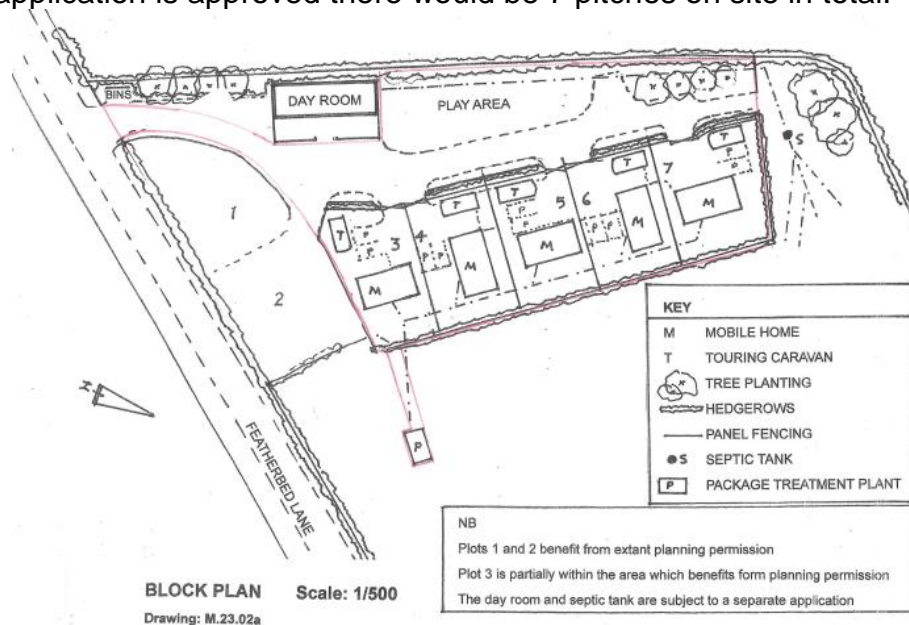 application is approved there would be 7 pitches on site in total.
BINS
DAY ROOM
PLAY AREA
T
P
P
T
P
P
M
T
P
P
M
T
P
P
M
T
P
P
M
M
S
1
2
3
4
5
6
7
P
N
FEATHERBED LANE
KEY
M MOBILE HOME
T TOURING CARAVAN
TREE PLANTING
HEDGEROWS
PANEL FENCING
S SEPTIC TANK
P PACKAGE TREATMENT PLANT
NB
Plots 1 and 2 benefit from extant planning permission
Plot 3 is partially within the area which benefits form planning permission
The day room and septic tank are subject to a separate application
BLOCK PLAN Scale: 1/500
Drawing: M.23.02a